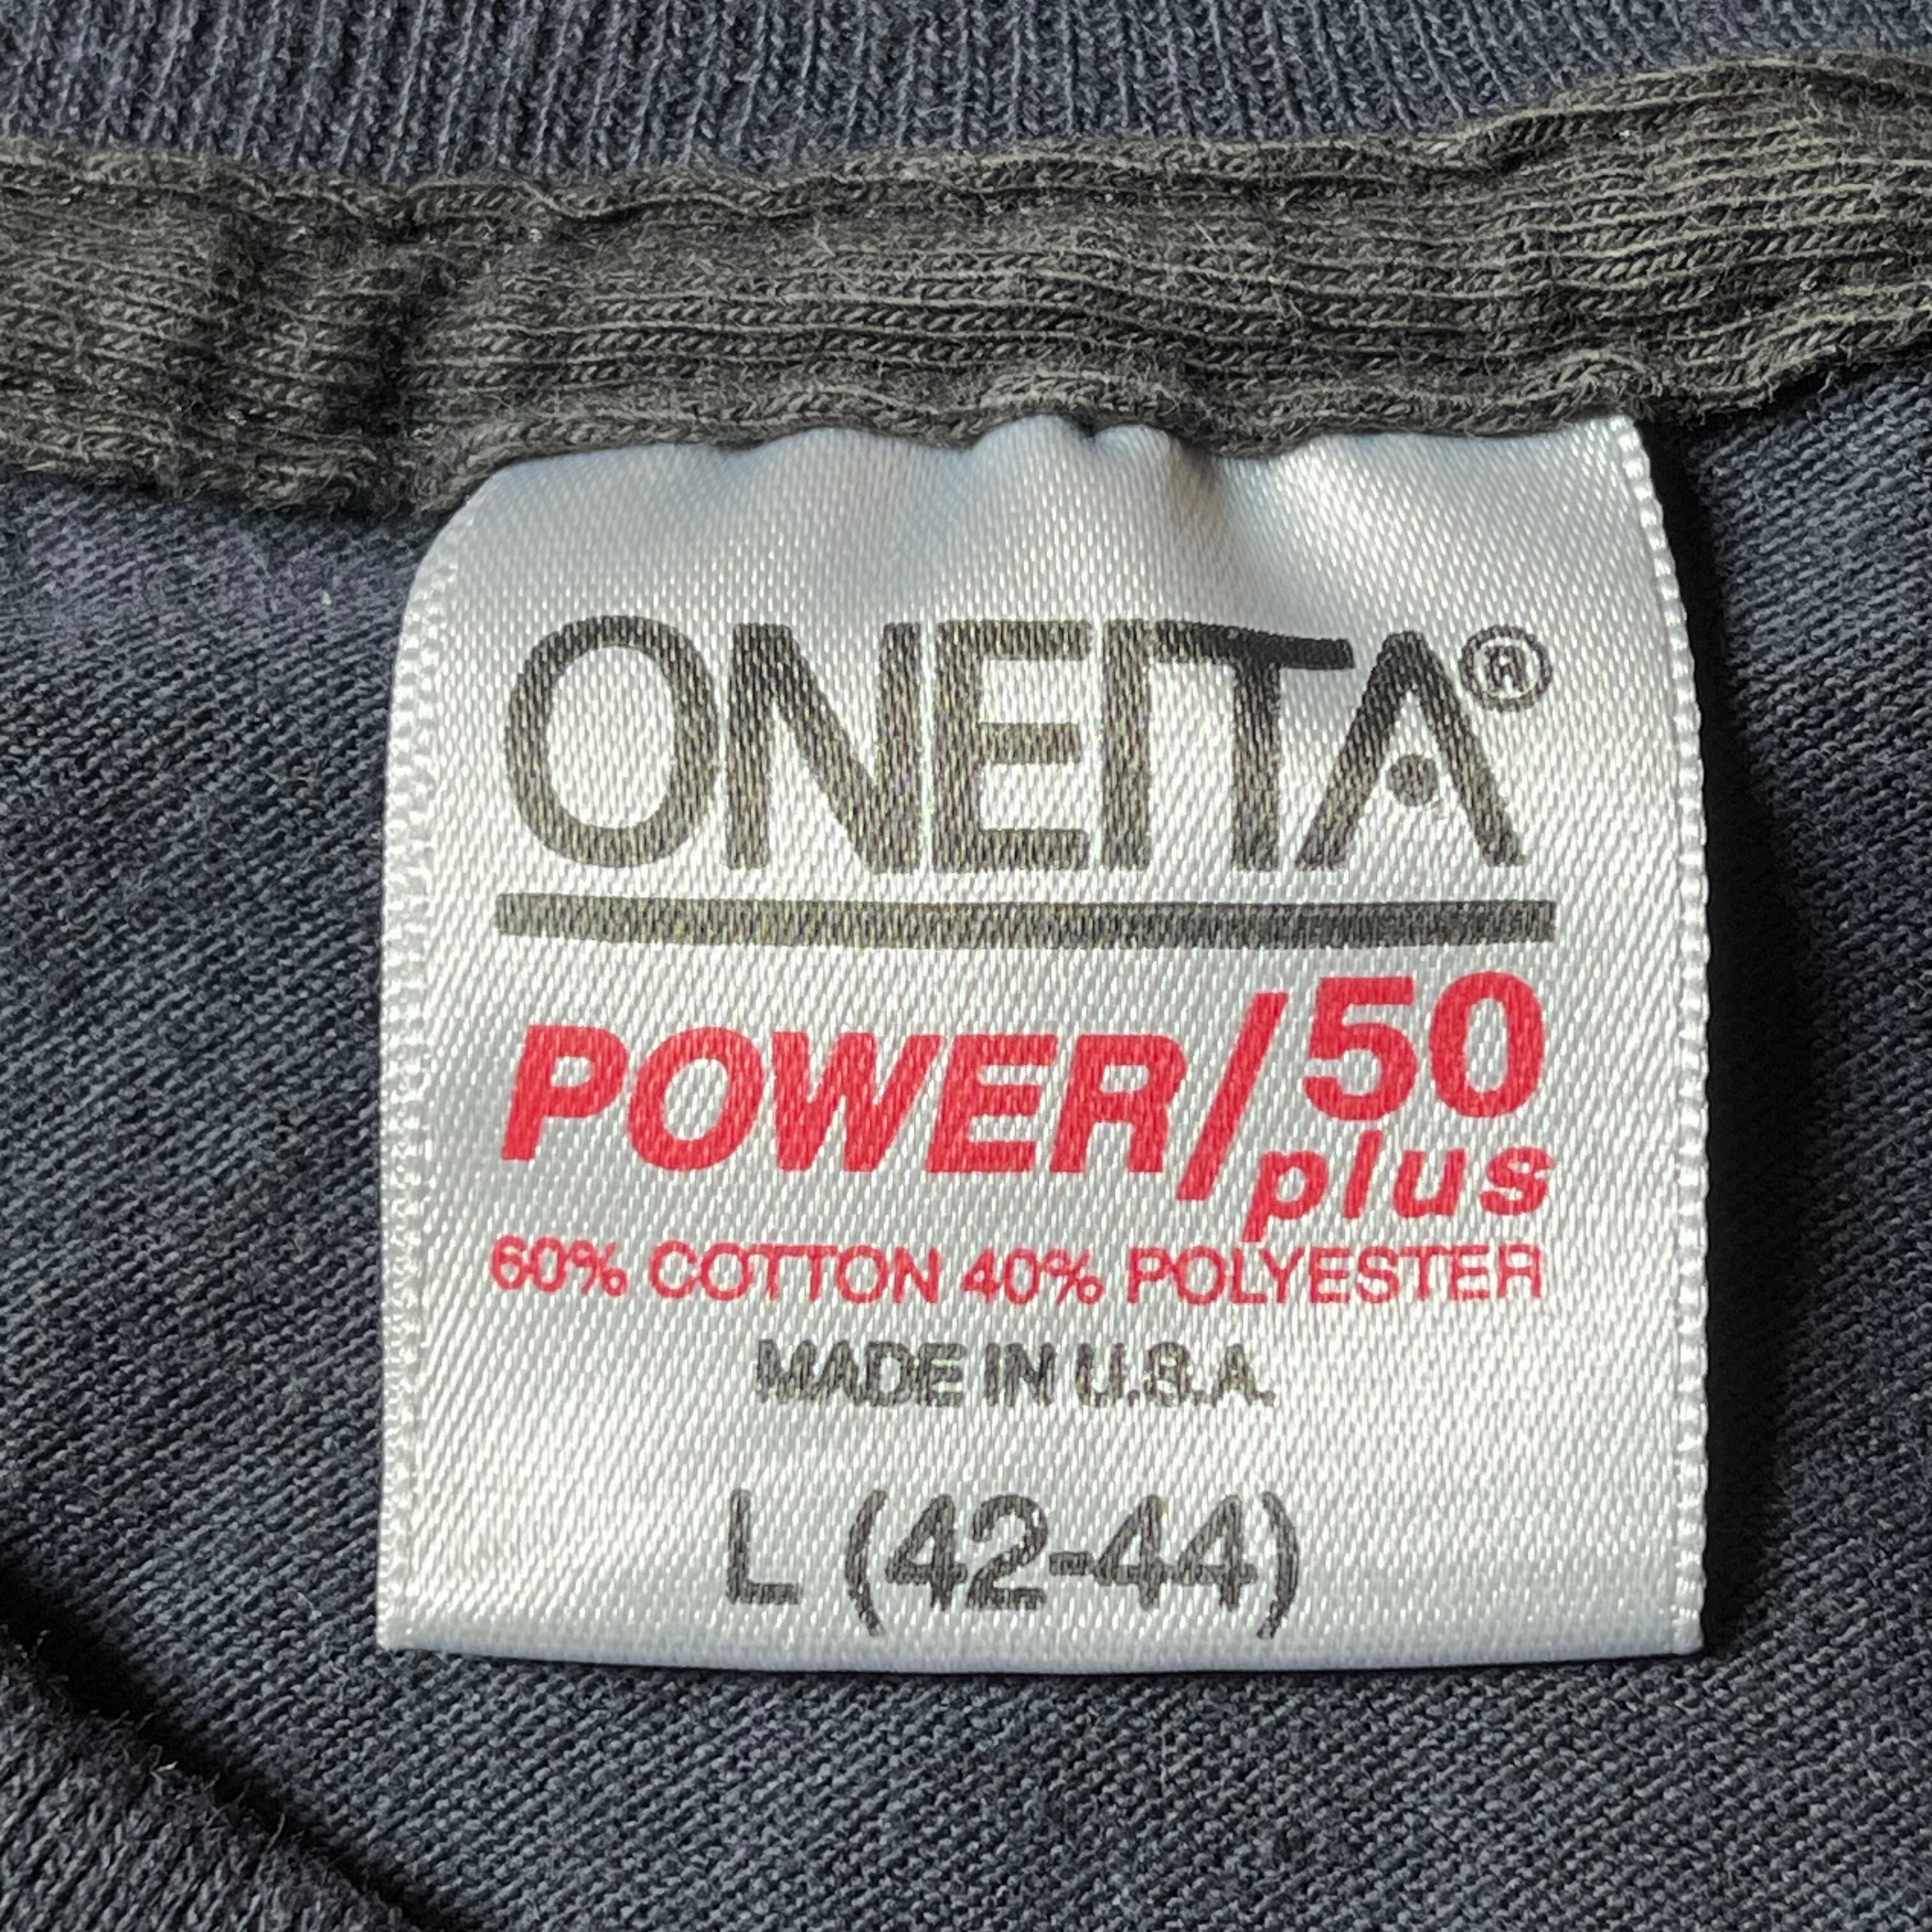 ONEITA®
POWER/50
plus
60% COTTON 40% POLYESTER
MADE IN U.S.A.
L (42-44)